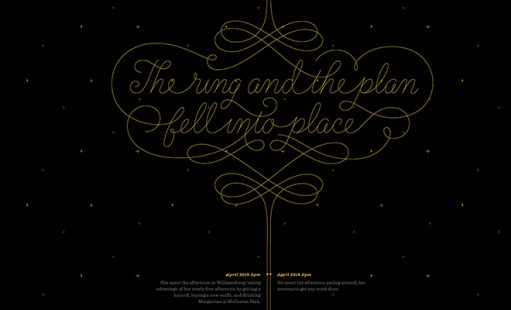 The ring and the plan
fell into place
April 20th 2pm
She spent the afternoon in Williamsburg, taking
advantage of her newly free afternoon by getting a
haircut, buying a new outfit, and drinking
Margaritas in McCarren Park.
April 20th 2pm
He spent the afternoon pacing around, too
nervous to get any work done.